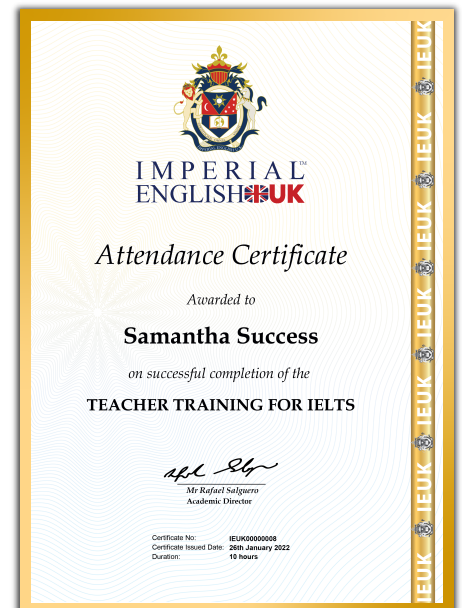 IMPERIAL™
ENGLISH UK
Attendance Certificate
Awarded to
Samantha Success
on successful completion of the
TEACHER TRAINING FOR IELTS
Mr Rafael Salguero
Academic Director
Certificate No: IEUK00000008
Certificate Issued Date: 26th January 2022
Duration: 10 hours
IEUK IEUK IEUK IEUK IEUK IEUK IEUK